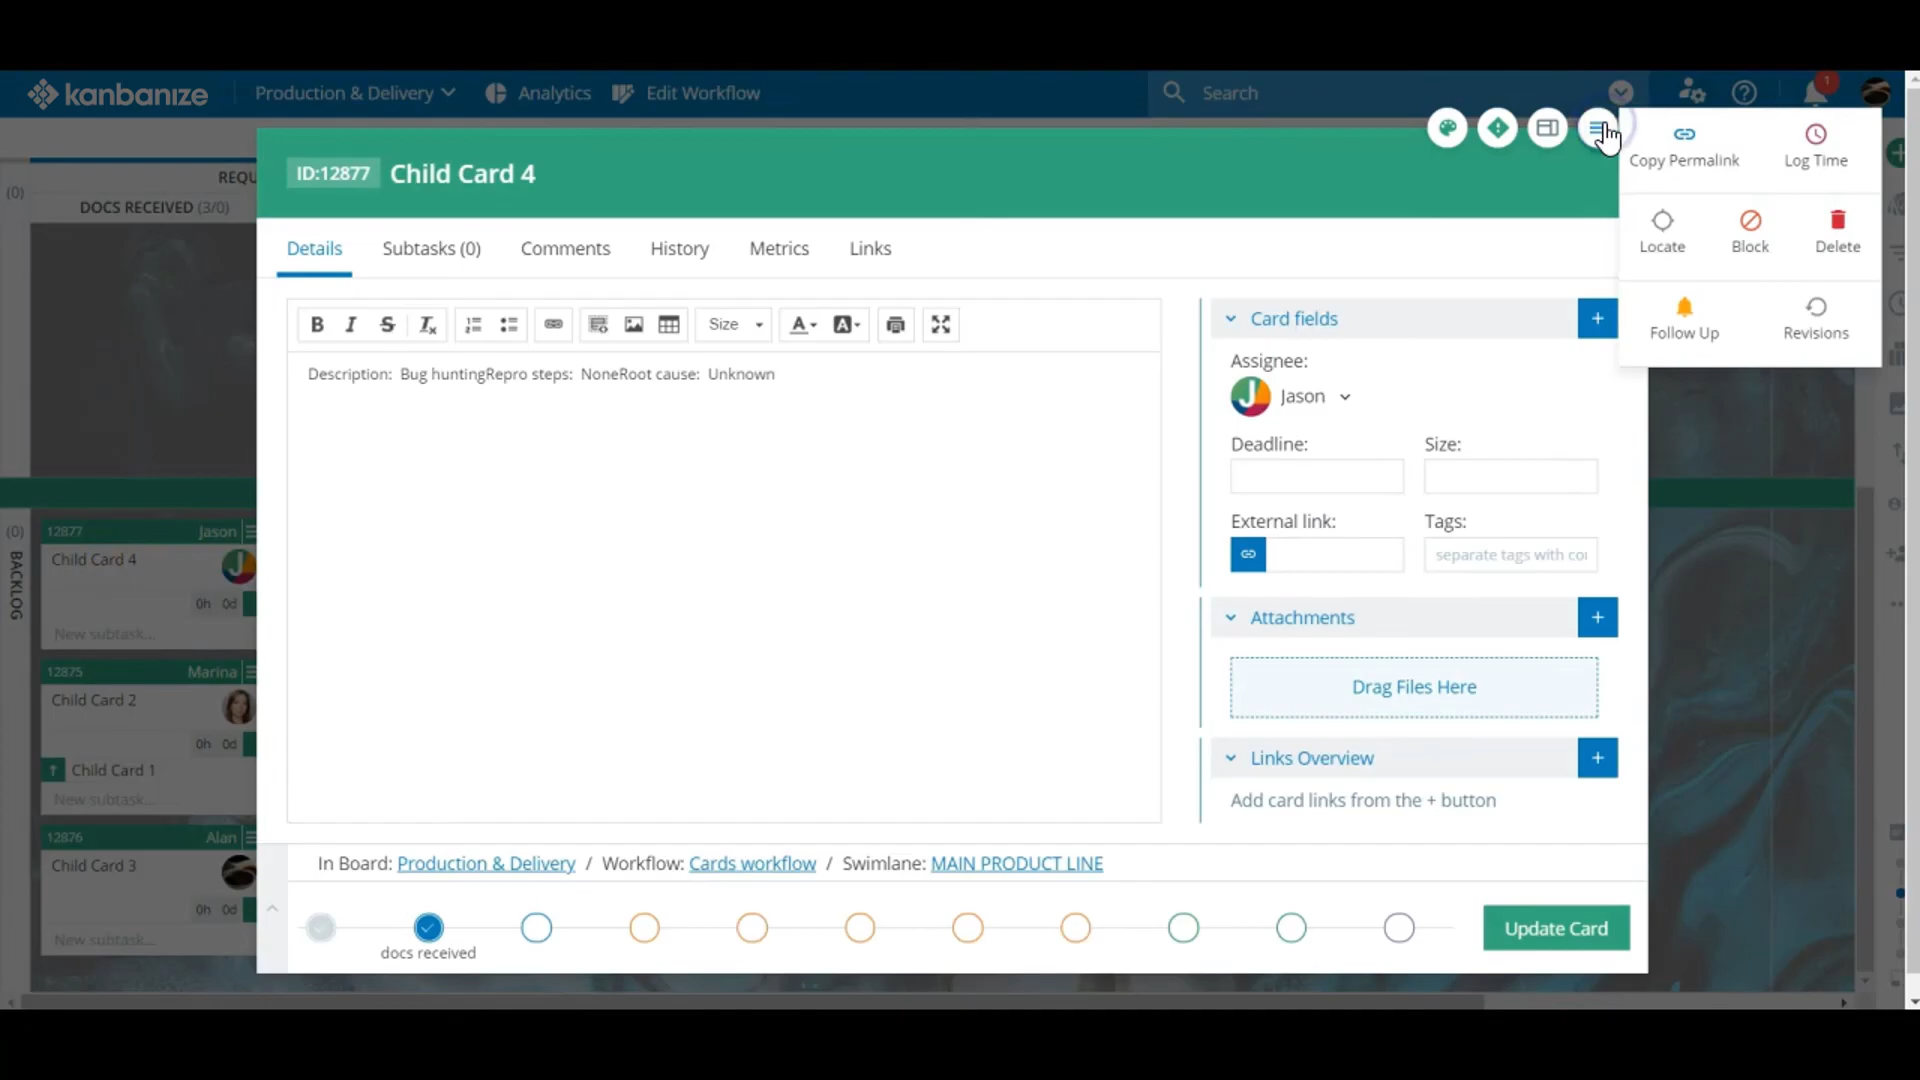 kanbanize
Production & Delivery
Analytics
Edit Workflow
Search
1
ID:12877
Child Card 4
Copy Permalink
Log Time
Locate
Block
Delete
Follow Up
Revisions
(0)
REQU
DOCS RECEIVED (3/0)
Details
Subtasks (0)
Comments
History
Metrics
Links
B I S Tx
Size
A
A
Description: Bug huntingRepro steps: NoneRoot cause: Unknown
Card fields
+
Assignee:
J
Jason
Deadline:
Size:
External link:
Tags:
separate tags with co
Attachments
+
Drag Files Here
Links Overview
+
Add card links from the + button
(0)
BACKLOG
12877
Jason
Child Card 4
J
0h 0d
New subtask...
12875
Marina
Child Card 2
0h 0d
Child Card 1
New subtask...
12876
Alan
Child Card 3
0h 0d
New subtask...
In Board: Production & Delivery / Workflow: Cards workflow / Swimlane: MAIN PRODUCT LINE
docs received
Update Card